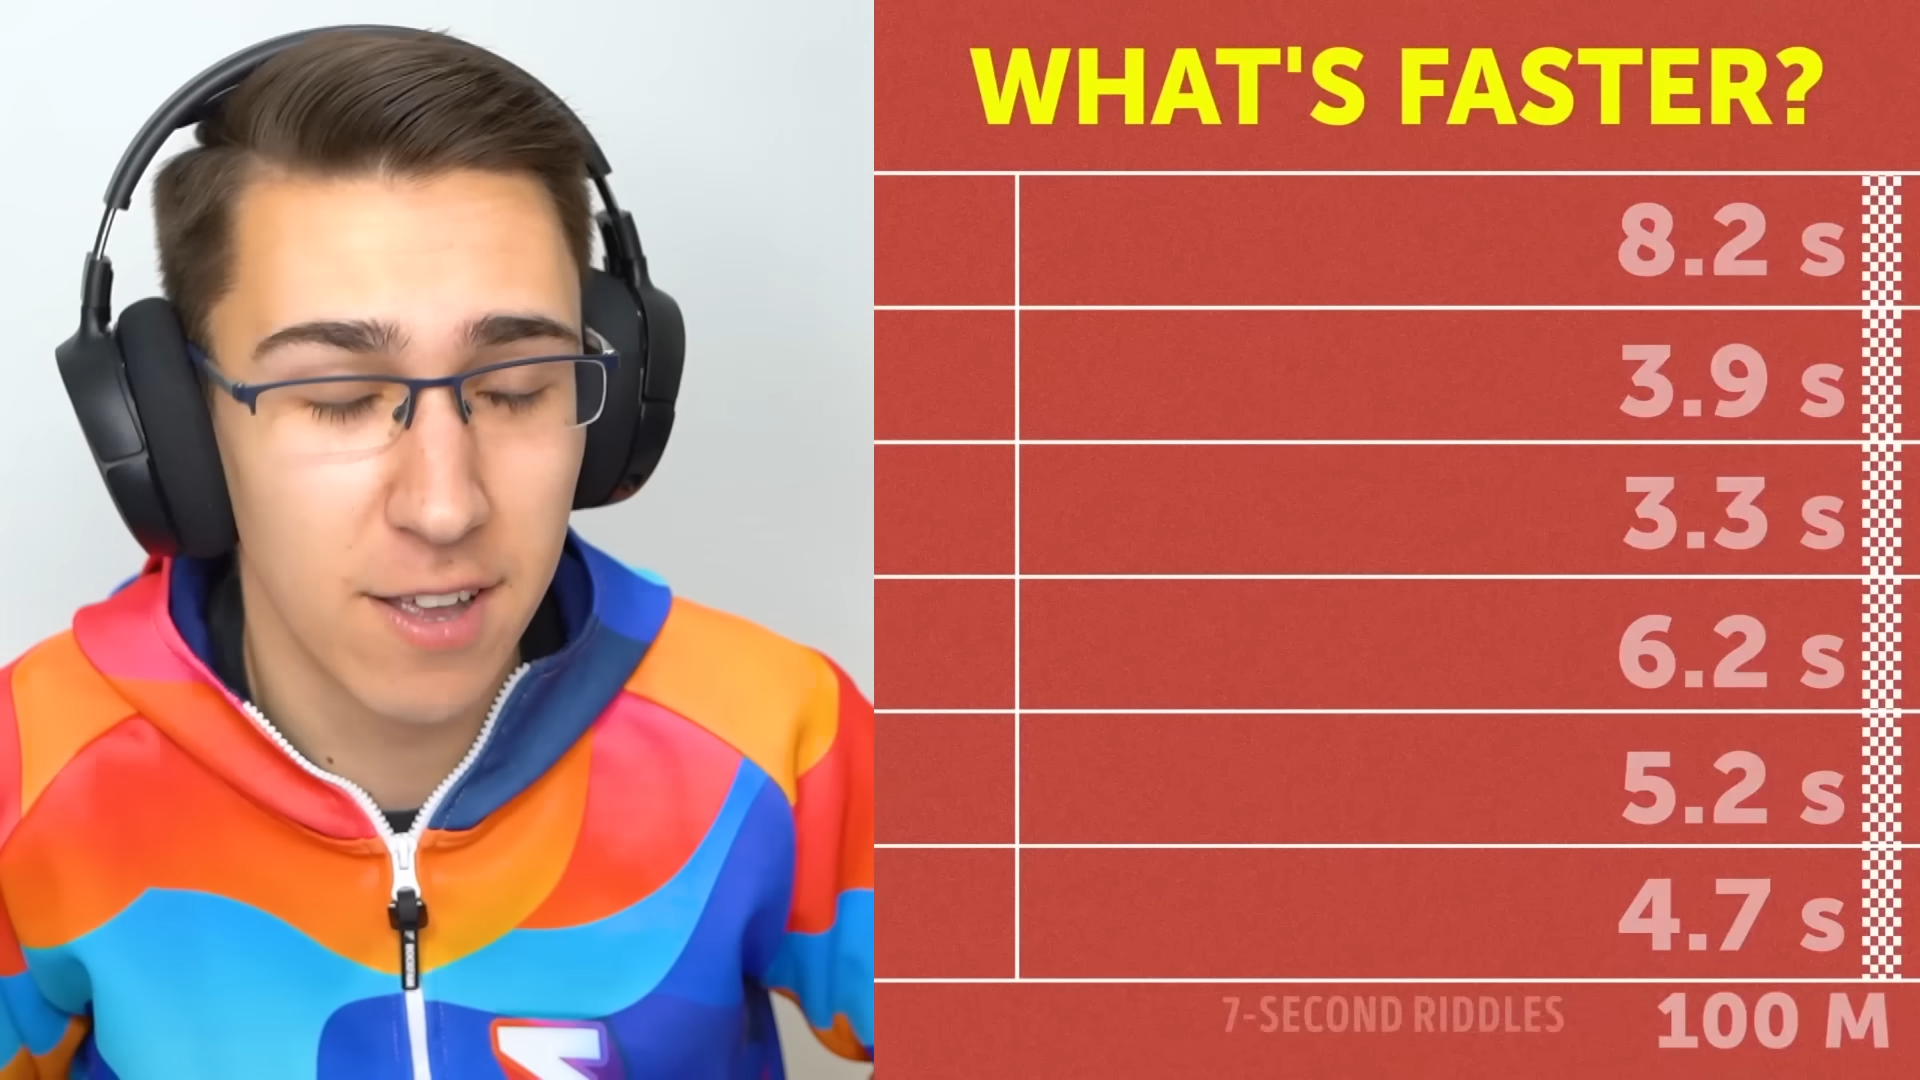 WHAT'S FASTER?
8.2 s
3.9 s
3.3 s
6.2 s
5.2 s
4.7 s
7-SECOND RIDDLES
100 M